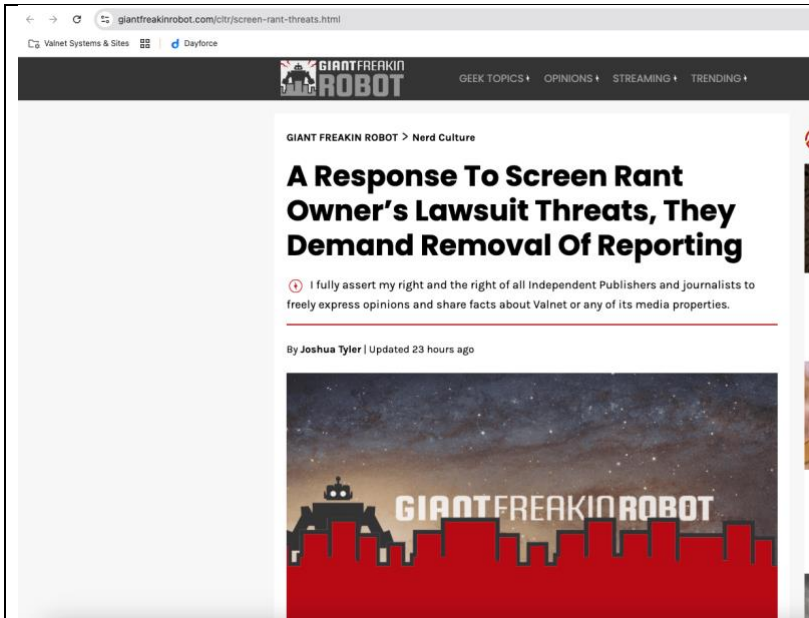 giantfreakinrobot.com/cltr/screen-rant-threats.html
Valnet Systems & Sites
Dayforce
GIANTFREAKIN
ROBOT
GEEK TOPICS
OPINIONS
STREAMING
TRENDING
GIANT FREAKIN ROBOT > Nerd Culture
A Response To Screen Rant
Owner's Lawsuit Threats, They
Demand Removal Of Reporting
I fully assert my right and the right of all Independent Publishers and journalists to
freely express opinions and share facts about Valnet or any of its media properties.
By Joshua Tyler | Updated 23 hours ago
GIANTFREAKINROBOT